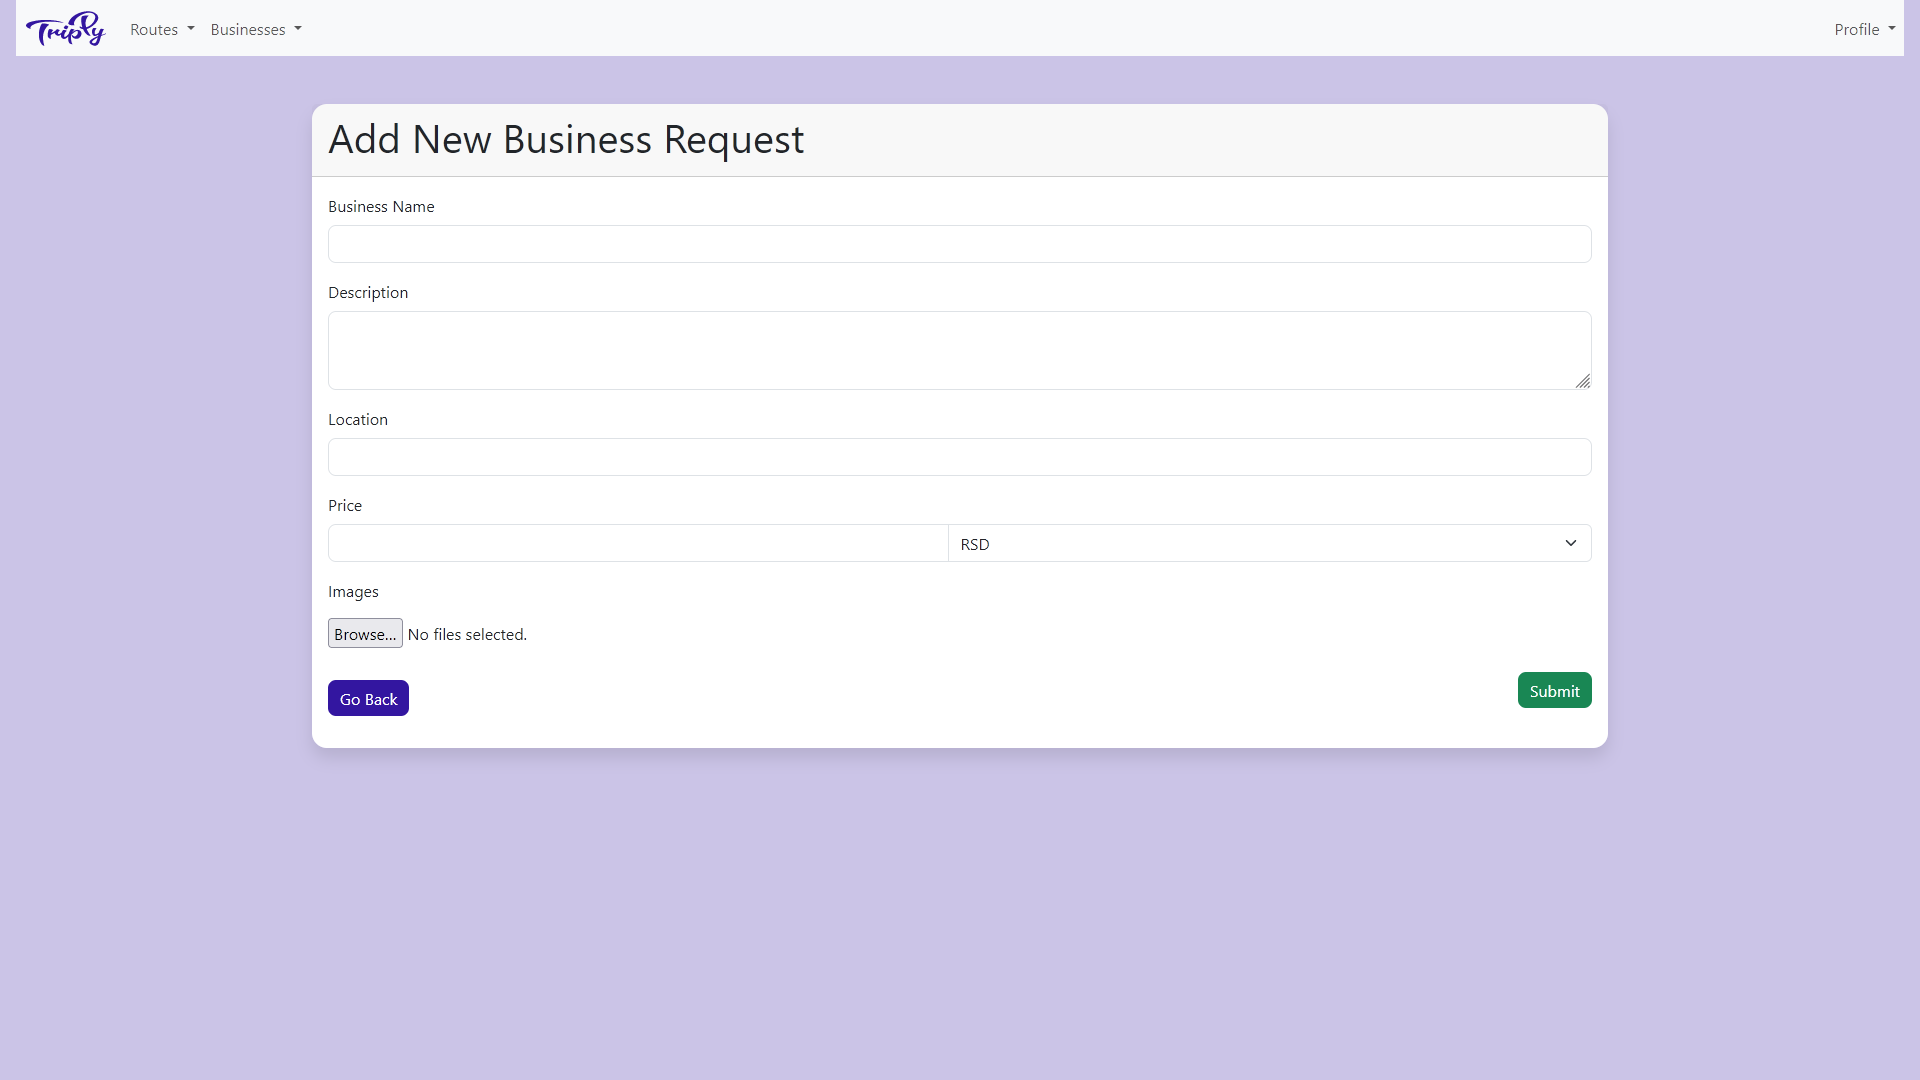 Triply Routes Businesses Profile
Add New Business Request
Business Name
Description
Location
Price
RSD
Images
Browse... No files selected.
Go Back Submit